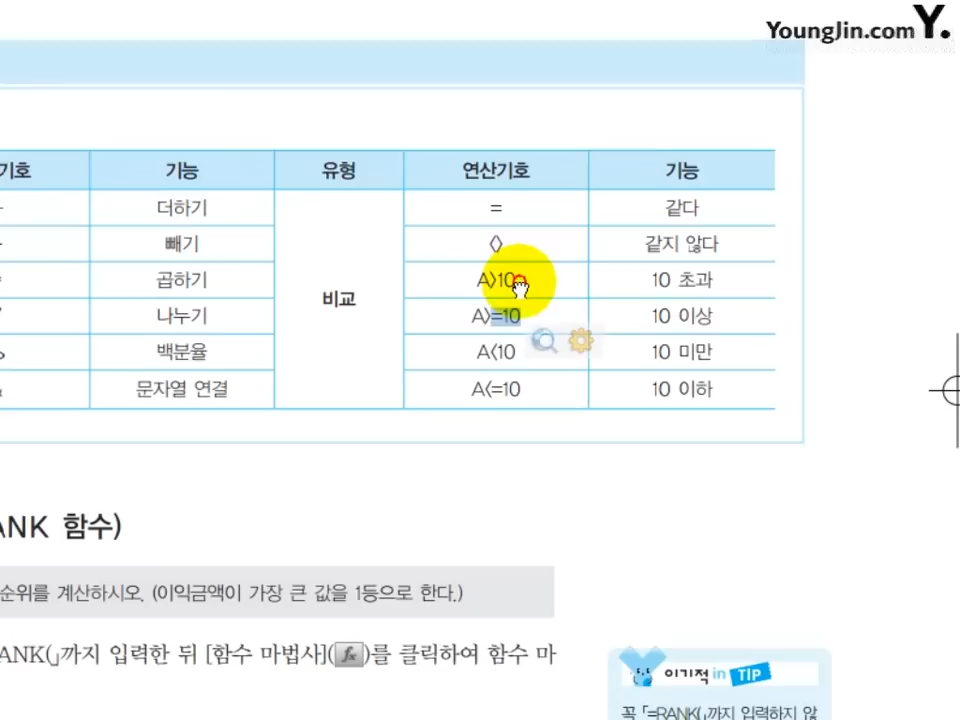 YoungJin.com Y.
기호 기능 유형 연산기호 기능
더하기 = 같다
빼기 <> 같지 않다
곱하기 A>10 10 초과
비교
나누기 A>=10 10 이상
백분율 A<10 10 미만
문자열 연결 A<=10 10 이하
ANK 함수)
순위를 계산하시오. (이익금액이 가장 큰 값을 1등으로 한다.)
ANK(」까지 입력한 뒤 [함수 마법사](fx)를 클릭하여 함수 마
이기적 in TIP
꼭 「=RANK(」까지 입력하지 않